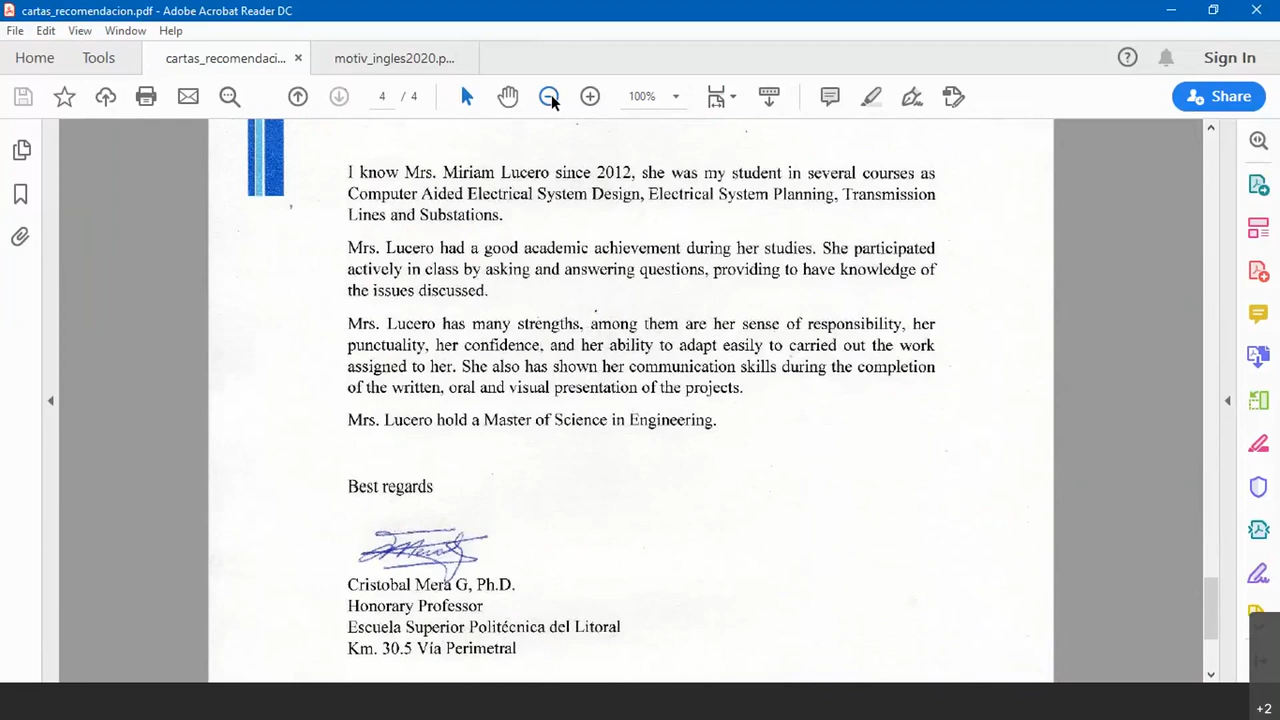 cartas_recomendacion.pdf - Adobe Acrobat Reader DC
File Edit View Window Help
Home Tools cartas_recomendaci... × motiv_ingles2020.p... Sign In
4 / 4 100% Share
I know Mrs. Miriam Lucero since 2012, she was my student in several courses as
Computer Aided Electrical System Design, Electrical System Planning, Transmission
Lines and Substations.
Mrs. Lucero had a good academic achievement during her studies. She participated
actively in class by asking and answering questions, providing to have knowledge of
the issues discussed.
Mrs. Lucero has many strengths, among them are her sense of responsibility, her
punctuality, her confidence, and her ability to adapt easily to carried out the work
assigned to her. She also has shown her communication skills during the completion
of the written, oral and visual presentation of the projects.
Mrs. Lucero hold a Master of Science in Engineering.
Best regards
Cristobal Mera G, Ph.D.
Honorary Professor
Escuela Superior Politécnica del Litoral
Km. 30.5 Vía Perimetral
+2